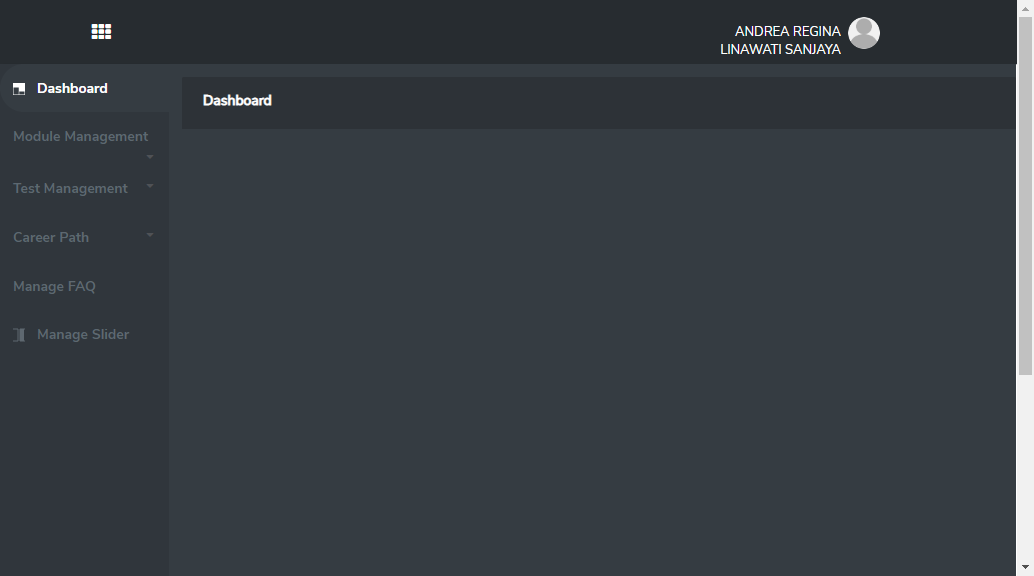 ANDREA REGINA
LINAWATI SANJAYA
Dashboard
Dashboard
Module Management
Test Management
Career Path
Manage FAQ
Manage Slider